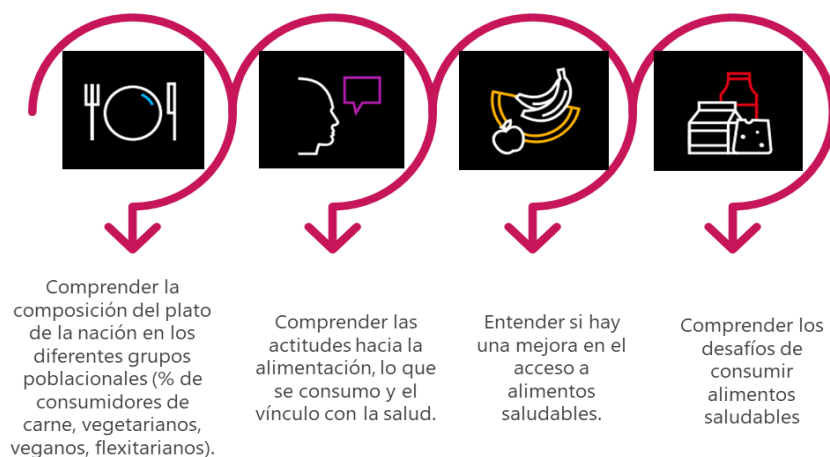 Comprender la
composición del plato
de la nación en los
diferentes grupos
poblacionales (% de
consumidores de
carne, vegetarianos,
veganos, flexitarianos).
Comprender las
actitudes hacia la
alimentación, lo que
se consumo y el
vínculo con la salud.
Entender si hay
una mejora en el
acceso a
alimentos
saludables.
Comprender los
desafíos de
consumir
alimentos
saludables